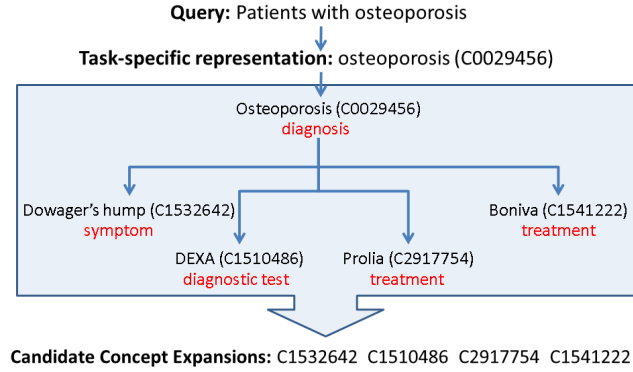 Query: Patients with osteoporosis
Task-specific representation: osteoporosis (C0029456)
Osteoporosis (C0029456)
diagnosis
Dowager's hump (C1532642)
symptom
Boniva (C1541222)
treatment
DEXA (C1510486)
diagnostic test
Prolia (C2917754)
treatment
Candidate Concept Expansions: C1532642 C1510486 C2917754 C1541222